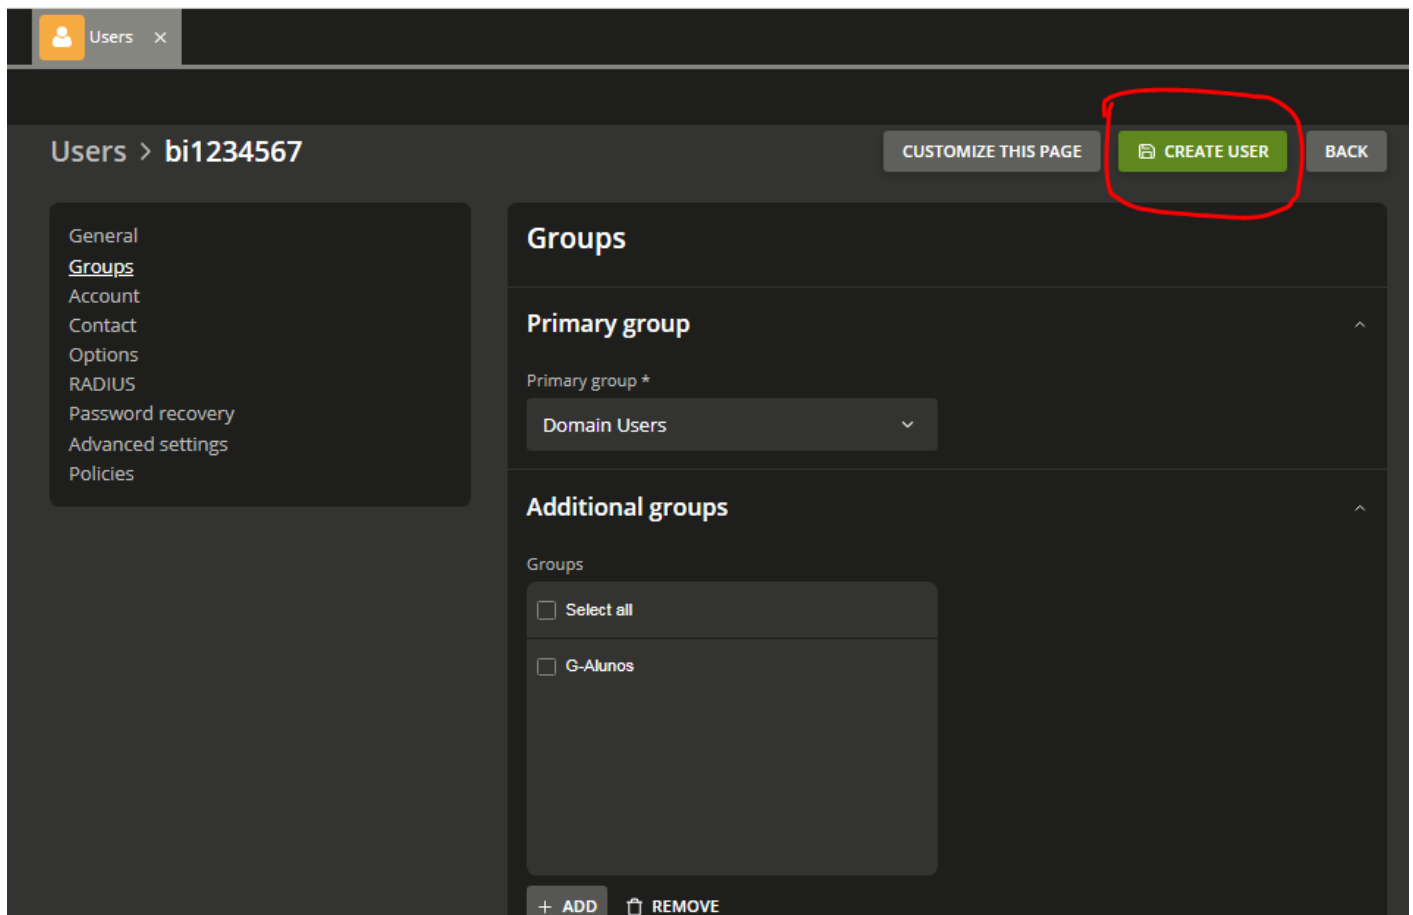 Users
Users > bi1234567
CUSTOMIZE THIS PAGE
CREATE USER
BACK
General
Groups
Account
Contact
Options
RADIUS
Password recovery
Advanced settings
Policies
Groups
Primary group
Primary group *
Domain Users
Additional groups
Groups
Select all
G-Alunos
+ ADD
REMOVE